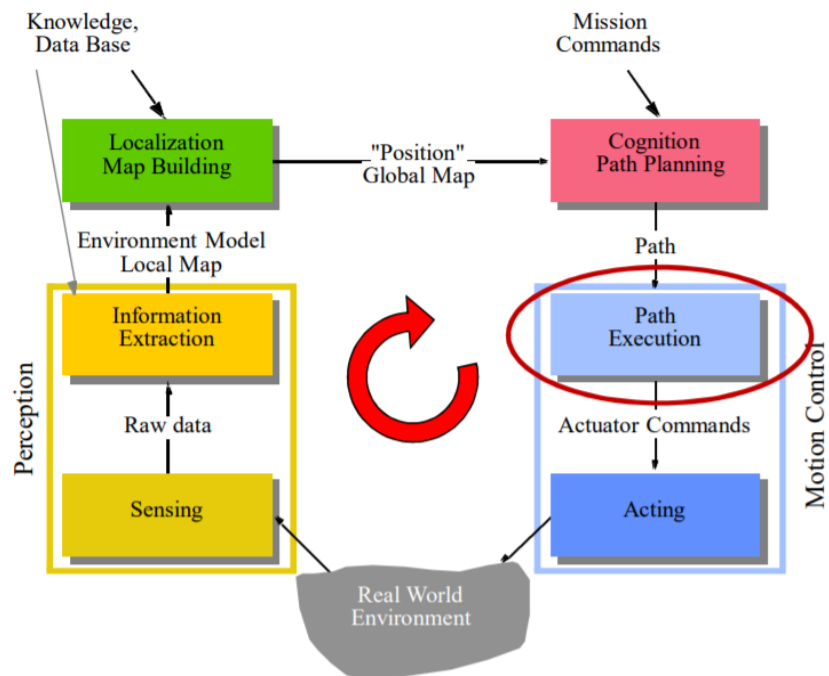 Knowledge,
Data Base
Mission
Commands
Localization
Map Building
"Position"
Global Map
Cognition
Path Planning
Environment Model
Local Map
Path
Information
Extraction
Path
Execution
Perception
Motion Control
Raw data
Actuator Commands
Sensing
Acting
Real World
Environment